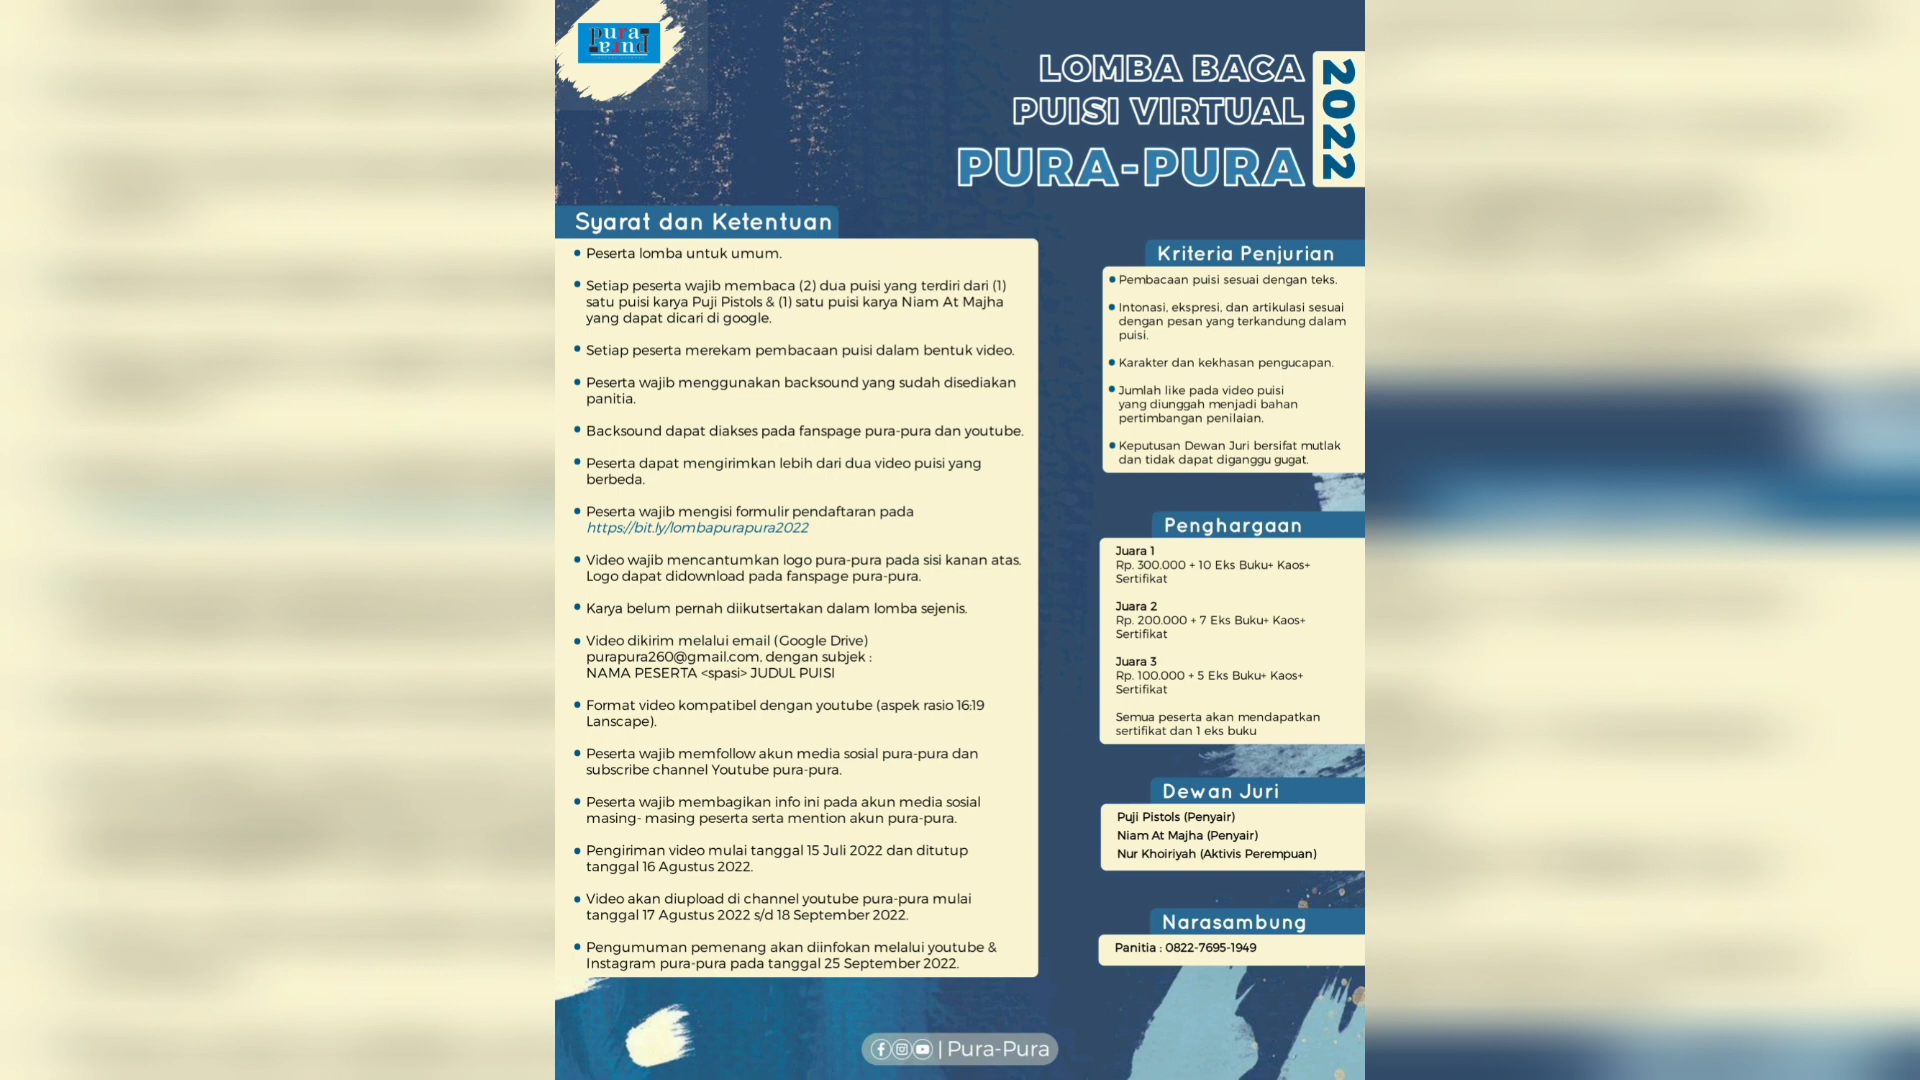 pura
pura
LOMBA BACA
PUISI VIRTUAL
PURA-PURA
2022
Syarat dan Ketentuan
Peserta lomba untuk umum.
Setiap peserta wajib membaca (2) dua puisi yang terdiri dari (1)
satu puisi karya Puji Pistols & (1) satu puisi karya Niam At Majha
yang dapat dicari di google.
Setiap peserta merekam pembacaan puisi dalam bentuk video.
Peserta wajib menggunakan backsound yang sudah disediakan
panitia.
Backsound dapat diakses pada fanspage pura-pura dan youtube.
Peserta dapat mengirimkan lebih dari dua video puisi yang
berbeda.
Peserta wajib mengisi formulir pendaftaran pada
https://bit.ly/lombapurapura2022
Video wajib mencantumkan logo pura-pura pada sisi kanan atas.
Logo dapat didownload pada fanspage pura-pura.
Karya belum pernah diikutsertakan dalam lomba sejenis.
Video dikirim melalui email (Google Drive)
purapura260@gmail.com, dengan subjek :
NAMA PESERTA <spasi> JUDUL PUISI
Format video kompatibel dengan youtube (aspek rasio 16:19
Lanscape).
Peserta wajib memfollow akun media sosial pura-pura dan
subscribe channel Youtube pura-pura.
Peserta wajib membagikan info ini pada akun media sosial
masing- masing peserta serta mention akun pura-pura.
Pengiriman video mulai tanggal 15 Juli 2022 dan ditutup
tanggal 16 Agustus 2022.
Video akan diupload di channel youtube pura-pura mulai
tanggal 17 Agustus 2022 s/d 18 September 2022.
Pengumuman pemenang akan diinfokan melalui youtube &
Instagram pura-pura pada tanggal 25 September 2022.
Kriteria Penjurian
Pembacaan puisi sesuai dengan teks.
Intonasi, ekspresi, dan artikulasi sesuai
dengan pesan yang terkandung dalam
puisi.
Karakter dan kekhasan pengucapan.
Jumlah like pada video puisi
yang diunggah menjadi bahan
pertimbangan penilaian.
Keputusan Dewan Juri bersifat mutlak
dan tidak dapat diganggu gugat.
Penghargaan
Juara 1
Rp. 300.000 + 10 Eks Buku+ Kaos+
Sertifikat
Juara 2
Rp. 200.000 + 7 Eks Buku+ Kaos+
Sertifikat
Juara 3
Rp. 100.000 + 5 Eks Buku+ Kaos+
Sertifikat
Semua peserta akan mendapatkan
sertifikat dan 1 eks buku
Dewan Juri
Puji Pistols (Penyair)
Niam At Majha (Penyair)
Nur Khoiriyah (Aktivis Perempuan)
Narasambung
Panitia : 0822-7695-1949
| Pura-Pura